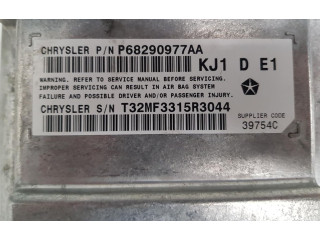 CHRYSLER P/N P68290977AA
KJ1 D E1
WARNING. REFER TO SERVICE MANUAL BEFORE SERVICING.
IMPROPER SERVICING CAN RESULT IN AIR BAG SYSTEM
FAILURE AND POSSIBLE DRIVER AND/OR PASSENGER INJURY.
CHRYSLER S/N T32MF3315R3044
SUPPLIER CODE
39754C